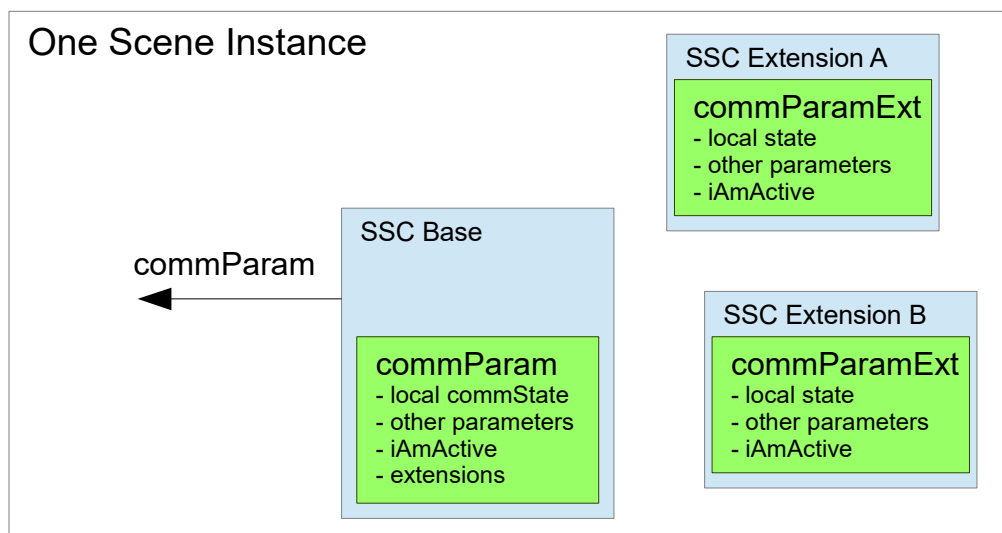 One Scene Instance
SSC Extension A
commParamExt
- local state
- other parameters
- iAmActive
SSC Base
commParam
commParam
- local commState
- other parameters
- iAmActive
- extensions
SSC Extension B
commParamExt
- local state
- other parameters
- iAmActive